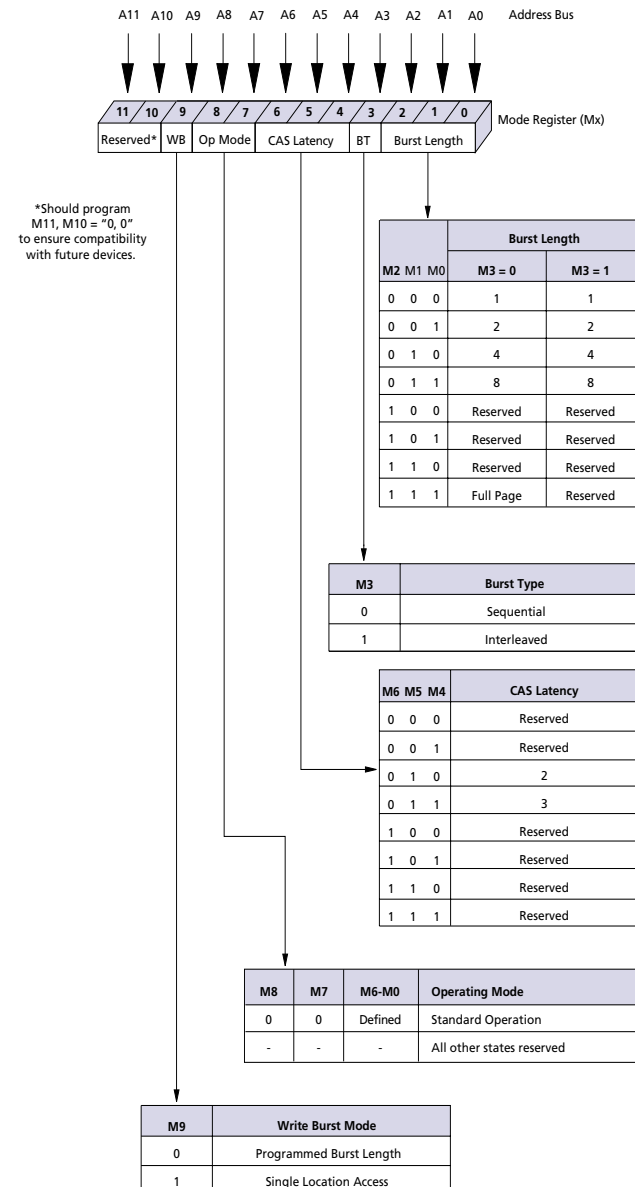 A11 A10 A9 A8 A7 A6 A5 A4 A3 A2 A1 A0 Address Bus
11 10 9 8 7 6 5 4 3 2 1 0
Mode Register (Mx)
Reserved* WB Op Mode CAS Latency BT Burst Length
*Should program
M11, M10 = “0, 0”
to ensure compatibility
with future devices.
Burst Length
M2 M1 M0 M3 = 0 M3 = 1
0 0 0 1 1
0 0 1 2 2
0 1 0 4 4
0 1 1 8 8
1 0 0 Reserved Reserved
1 0 1 Reserved Reserved
1 1 0 Reserved Reserved
1 1 1 Full Page Reserved
M3 Burst Type
0 Sequential
1 Interleaved
M6 M5 M4 CAS Latency
0 0 0 Reserved
0 0 1 Reserved
0 1 0 2
0 1 1 3
1 0 0 Reserved
1 0 1 Reserved
1 1 0 Reserved
1 1 1 Reserved
M8 M7 M6-M0 Operating Mode
0 0 Defined Standard Operation
- - - All other states reserved
M9 Write Burst Mode
0 Programmed Burst Length
1 Single Location Access